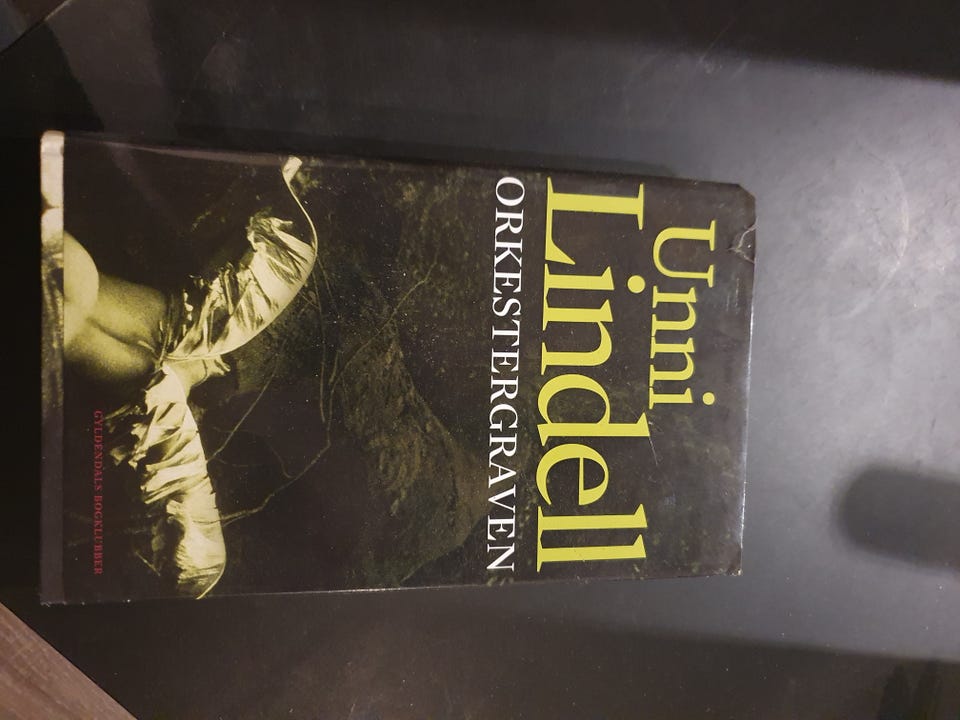 Unni
Lindell
ORKESTERGRAVEN
GYLDENDALS BOGKLUBBER